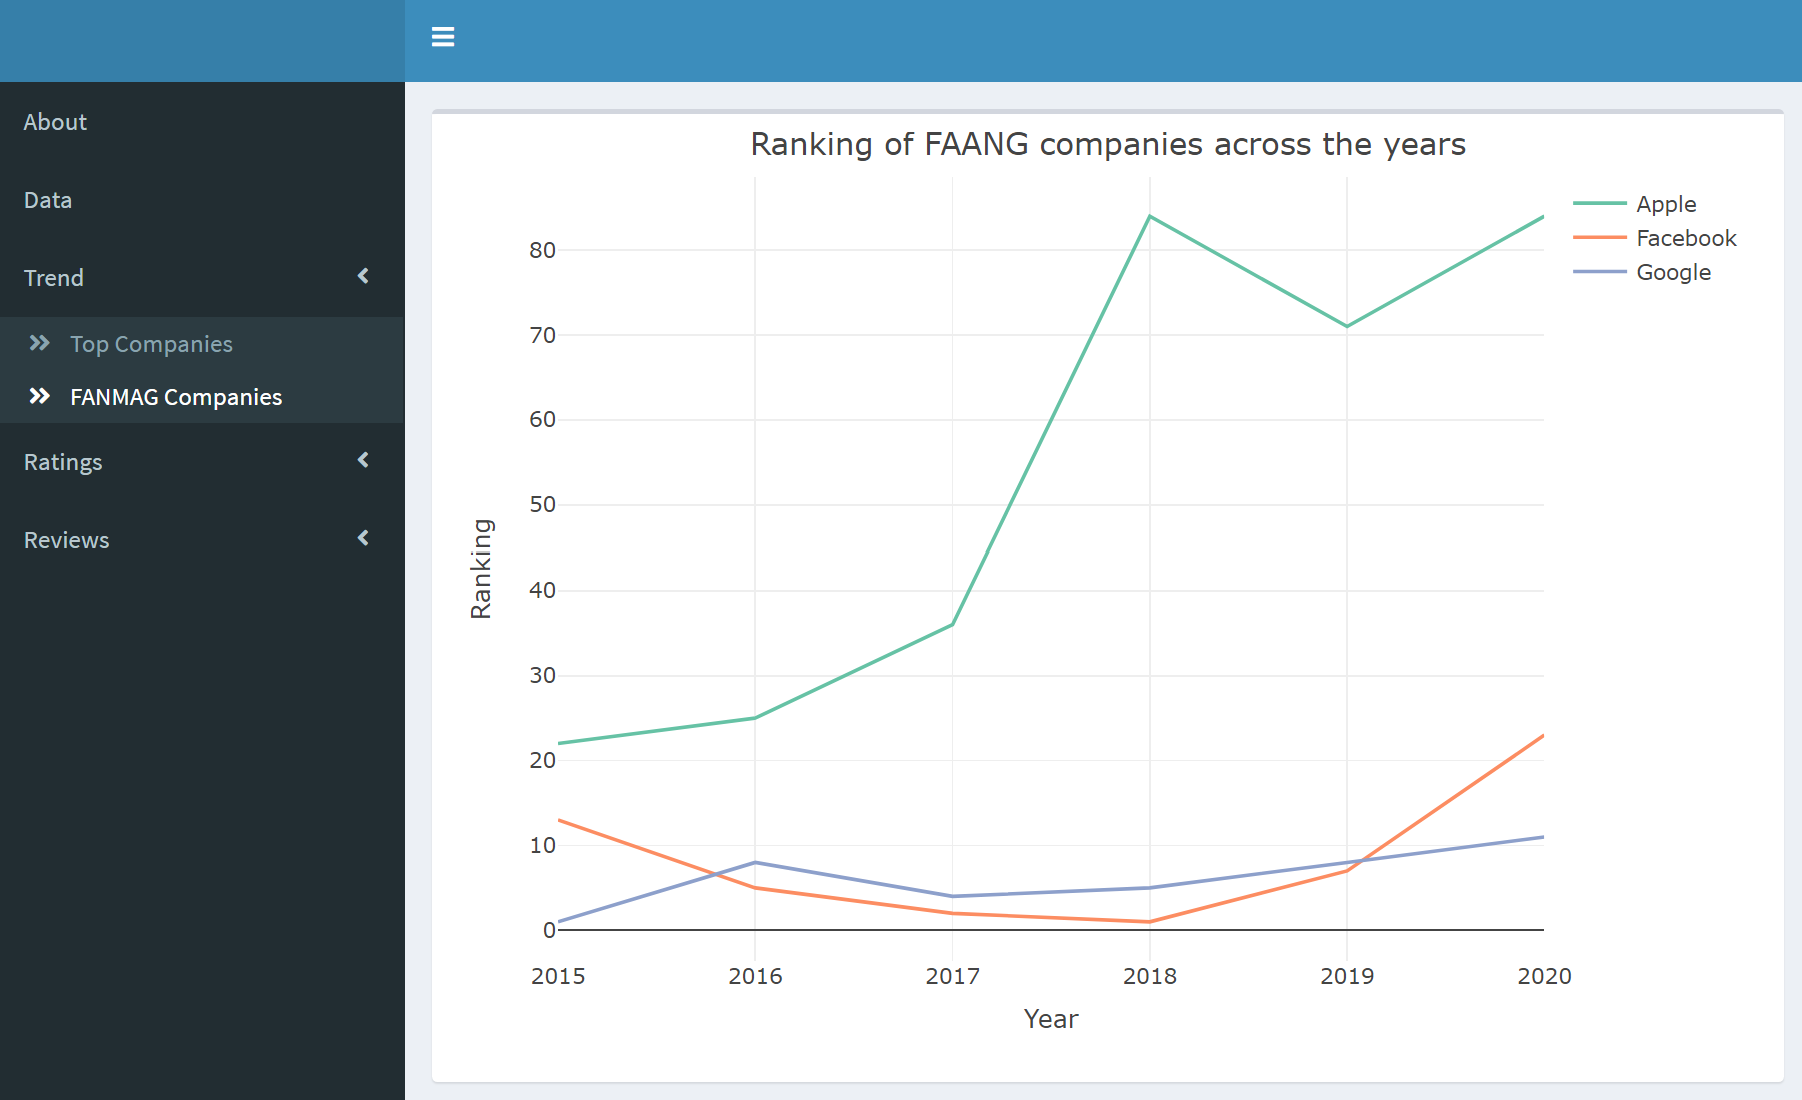 About
Data
Trend
Top Companies
FANMAG Companies
Ratings
Reviews
Ranking of FAANG companies across the years
Apple
Facebook
Google
Ranking
80
70
60
50
40
30
20
10
0
2015 2016 2017 2018 2019 2020
Year